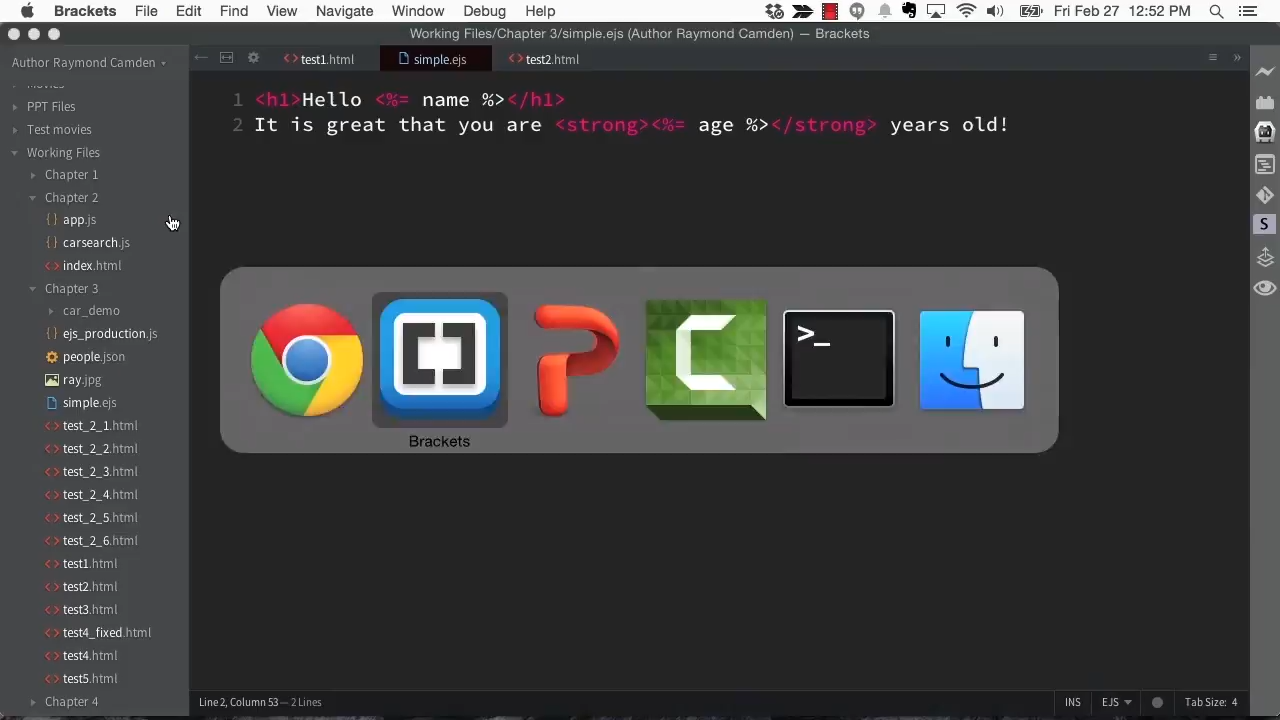 Brackets File Edit Find View Navigate Window Debug Help Fri Feb 27 12:52 PM
Working Files/Chapter 3/simple.ejs (Author Raymond Camden) — Brackets
Author Raymond Camden
test1.html simple.ejs test2.html
Movies
PPT Files
Test movies
Working Files
Chapter 1
Chapter 2
app.js
carsearch.js
index.html
Chapter 3
car_demo
ejs_production.js
people.json
ray.jpg
simple.ejs
test_2_1.html
test_2_2.html
test_2_3.html
test_2_4.html
test_2_5.html
test_2_6.html
test1.html
test2.html
test3.html
test4_fixed.html
test4.html
test5.html
Chapter 4
1 <h1>Hello <%= name %></h1>
2 It is great that you are <strong><%= age %></strong> years old!
>_
Brackets
S
Line 2, Column 53 — 2 Lines INS EJS Tab Size: 4